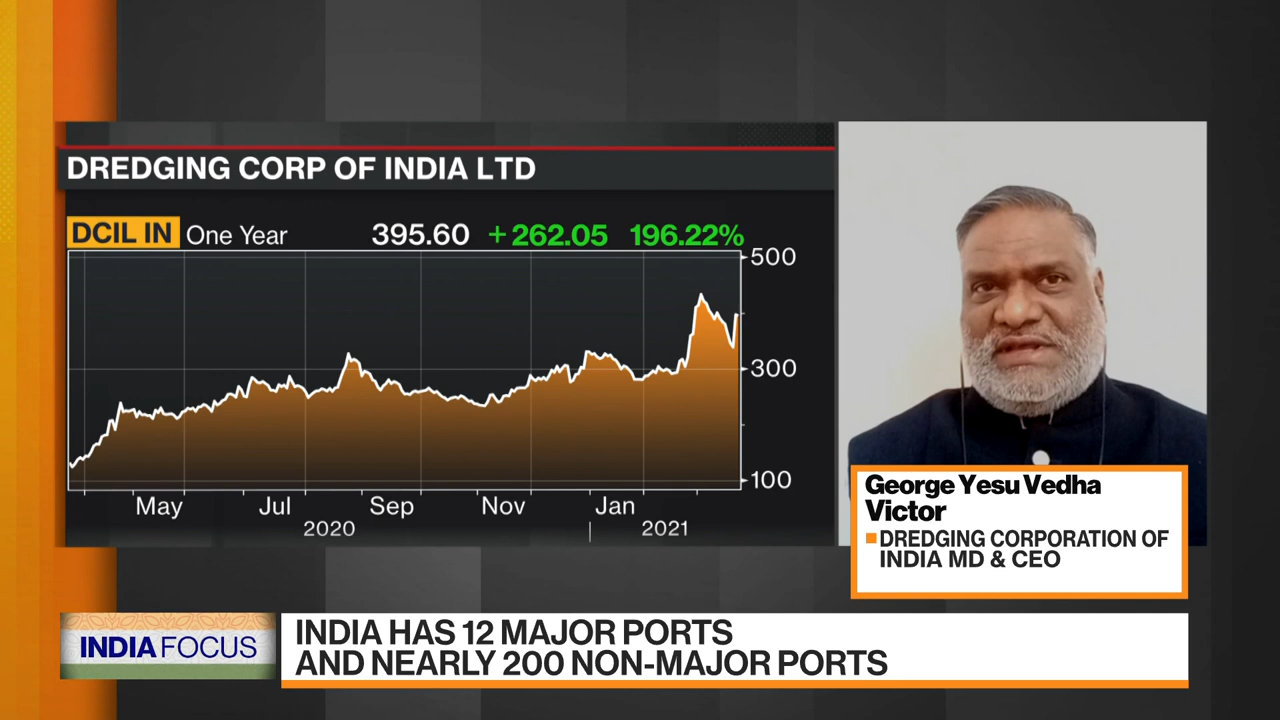 DREDGING CORP OF INDIA LTD
DCIL IN One Year 395.60 +262.05 196.22%
500
300
100
May Jul Sep Nov Jan
2020 2021
George Yesu Vedha
Victor
DREDGING CORPORATION OF
INDIA MD & CEO
INDIA FOCUS
INDIA HAS 12 MAJOR PORTS
AND NEARLY 200 NON-MAJOR PORTS